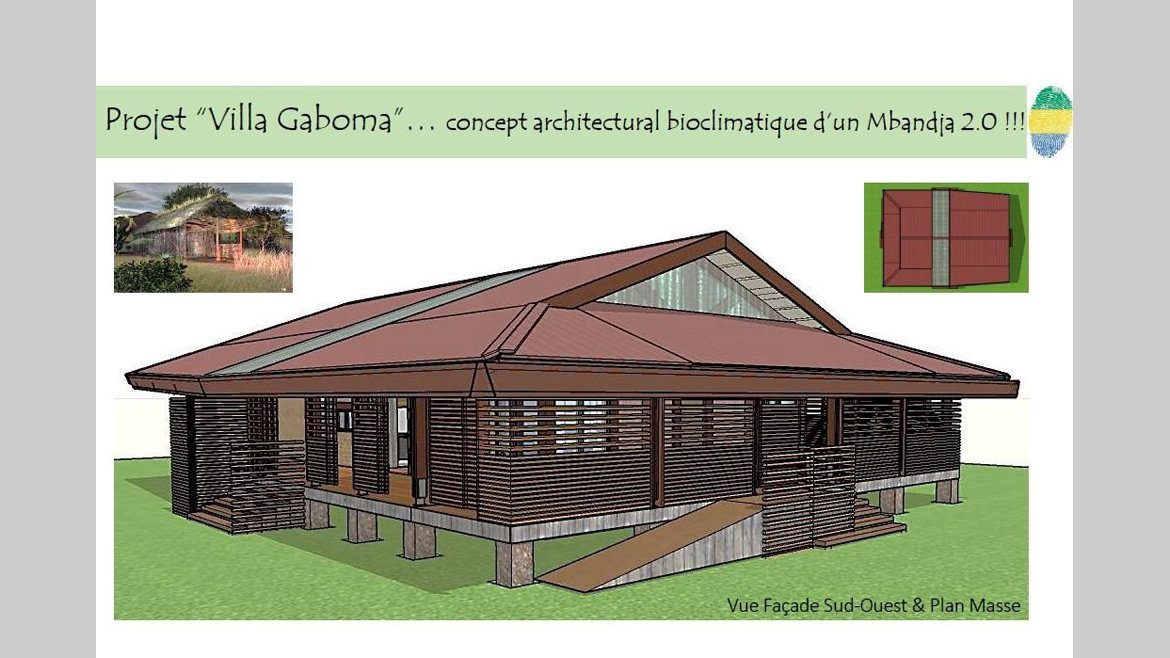 Projet “Villa Gaboma”... concept architectural bioclimatique d’un Mbandja 2.0 !!!
Vue Façade Sud-Ouest & Plan Masse